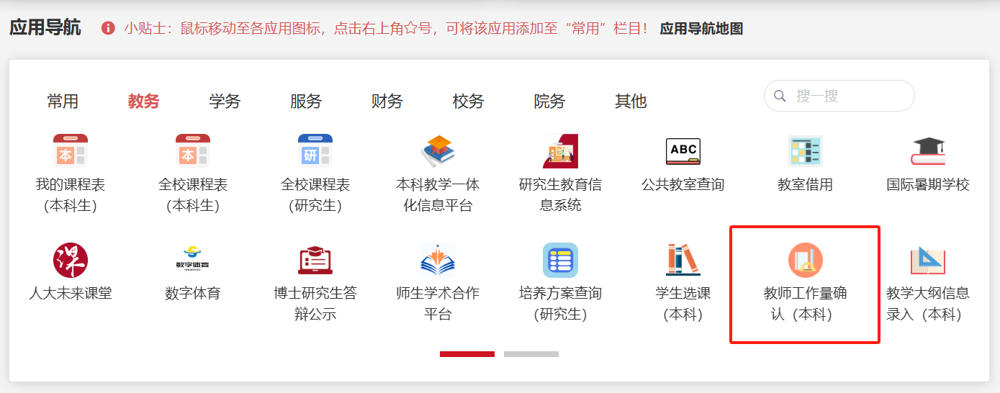 应用导航 小贴士：鼠标移动至各应用图标，点击右上角☆号，可将该应用添加至“常用”栏目！ 应用导航地图
常用 教务 学务 服务 财务 校务 院务 其他 搜一搜
本 本 研 ABC
我的课程表 全校课程表 全校课程表 本科教学一体 研究生教育信 公共教室查询 教室借用 国际暑期学校
（本科生） （本科生） （研究生） 化信息平台 息系统
课 数字体育
人大未来课堂 数字体育 博士研究生答 师生学术合作 培养方案查询 学生选课 教师工作量确 教学大纲信息
辩公示 平台 （研究生） （本科） 认（本科） 录入（本科）